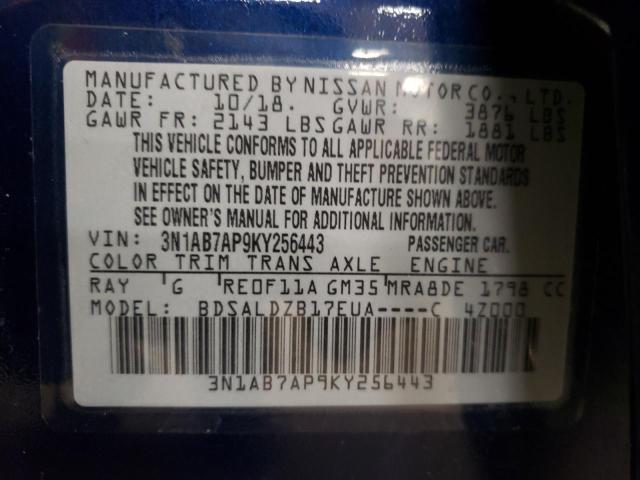 MANUFACTURED BY NISSAN MOTOR CO., LTD.
DATE: 10/18. GVWR: 3876 LBS
GAWR FR: 2143 LBS GAWR RR: 1881 LBS
THIS VEHICLE CONFORMS TO ALL APPLICABLE FEDERAL MOTOR
VEHICLE SAFETY, BUMPER AND THEFT PREVENTION STANDARDS
IN EFFECT ON THE DATE OF MANUFACTURE SHOWN ABOVE.
SEE OWNER'S MANUAL FOR ADDITIONAL INFORMATION.
VIN: 3N1AB7AP9KY256443 PASSENGER CAR.
COLOR TRIM TRANS AXLE ENGINE
RAY G RE0F11A GM35 MRA8DE 1798 CC
MODEL: BDSALDZB17EUA----C 4Z000
3N1AB7AP9KY256443